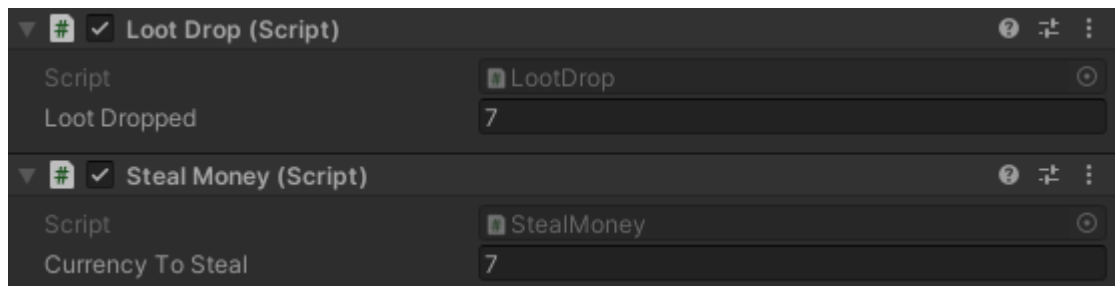 Loot Drop (Script)
Script LootDrop
Loot Dropped 7
Steal Money (Script)
Script StealMoney
Currency To Steal 7